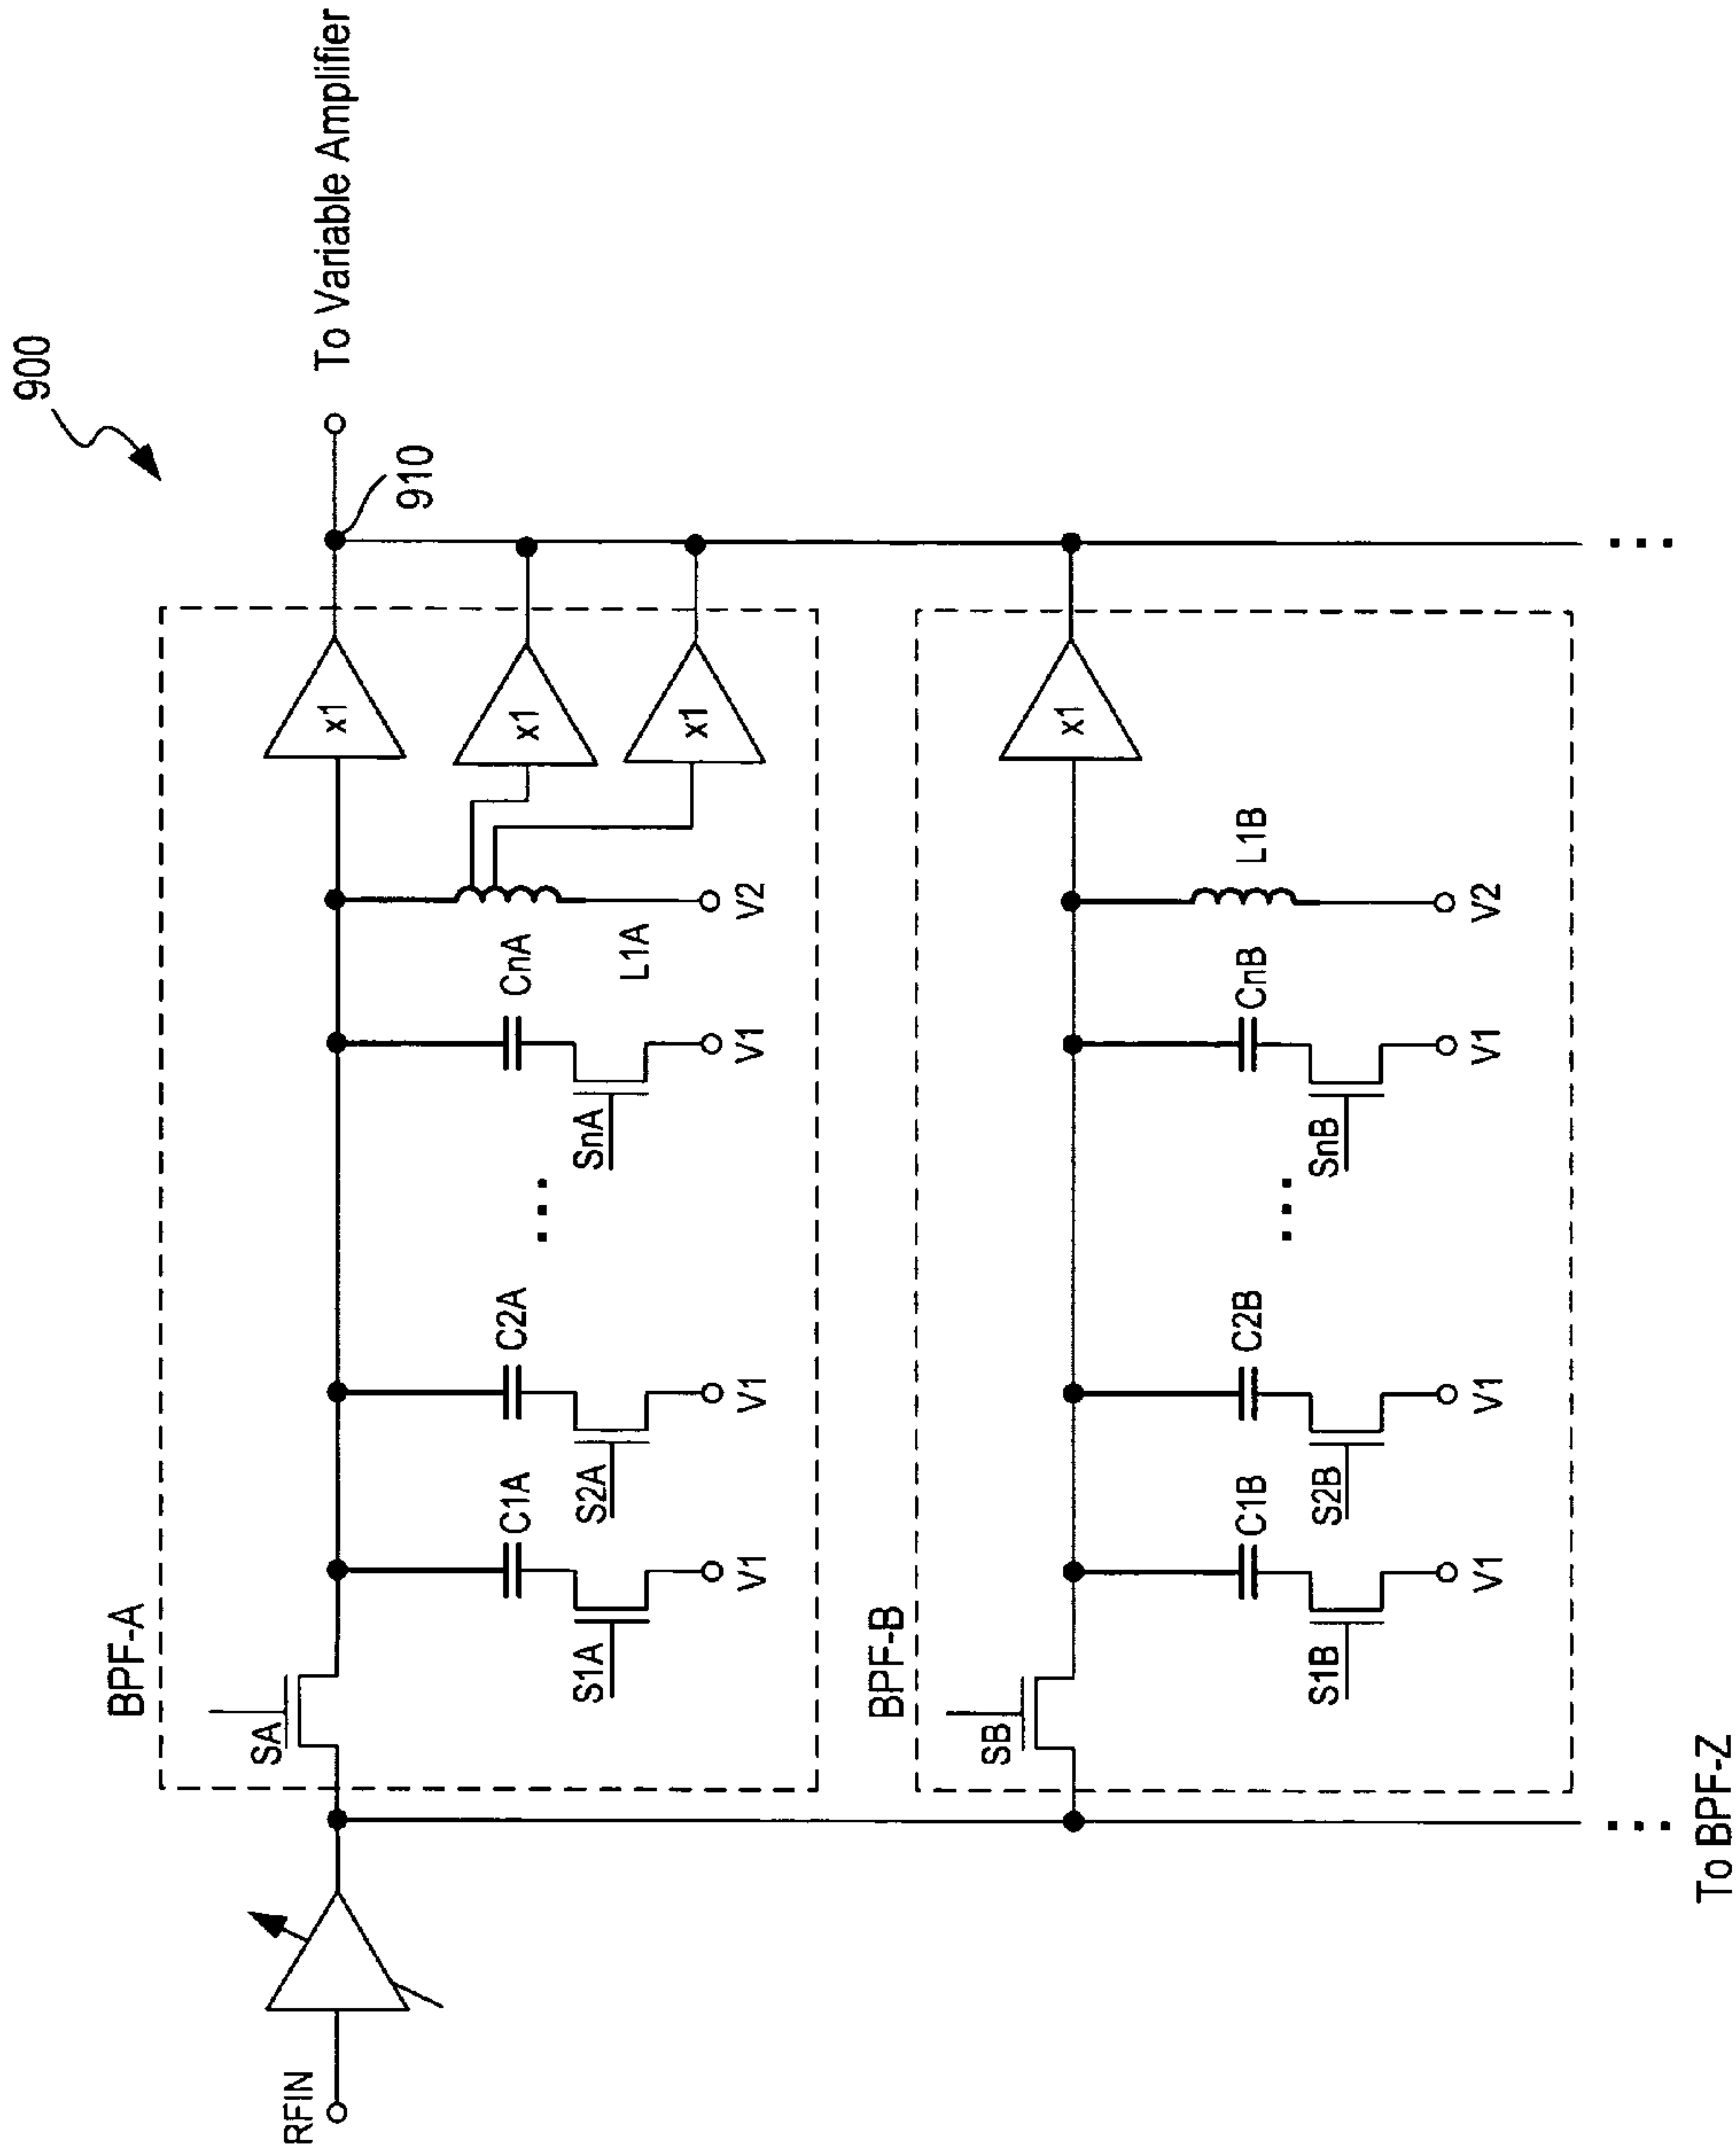 900
To Variable Amplifier
910
RFIN
BPF-A
SA
x1
x1
x1
C1A
C2A
CnA
S1A
S2A
...
SnA
L1A
V1
V1
V1
V2
BPF-B
SB
x1
C1B
C2B
CnB
L1B
S1B
S2B
...
SnB
V1
V1
V1
V2
...
...
To BPF-Z